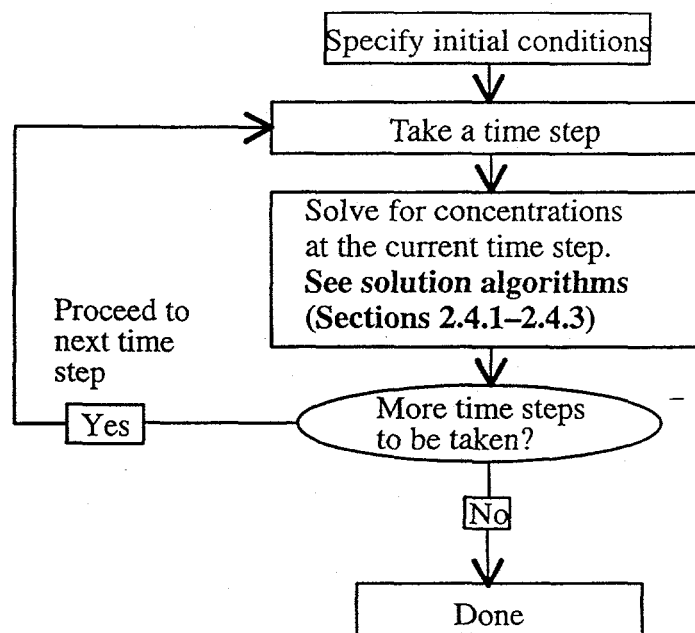 Specify initial conditions
Take a time step
Solve for concentrations
at the current time step.
See solution algorithms
(Sections 2.4.1–2.4.3)
Proceed to
next time
step
More time steps
to be taken?
Yes
No
Done